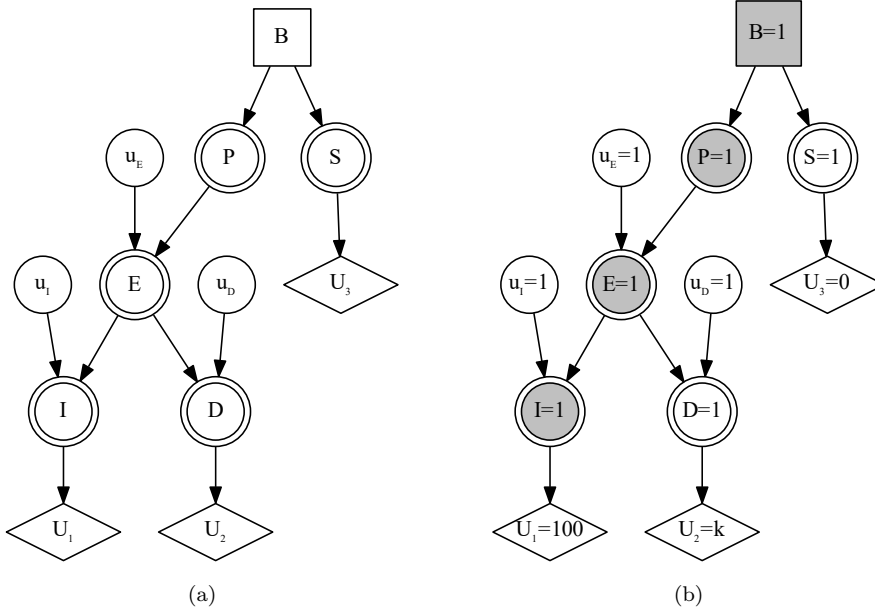 B
P
S
u_E
E
U_3
u_I
u_D
I
D
U_1
U_2
(a)
B=1
P=1
S=1
u_E=1
E=1
U_3=0
u_I=1
u_D=1
I=1
D=1
U_1=100
U_2=k
(b)